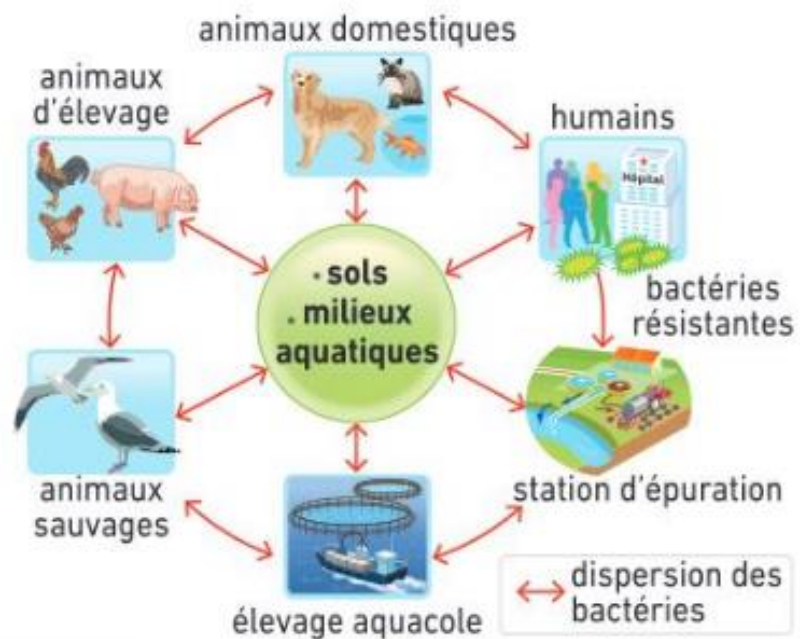 animaux domestiques
animaux
d'élevage
humains
Hôpital
• sols
• milieux
aquatiques
bactéries
résistantes
animaux
sauvages
station d'épuration
élevage aquacole
dispersion des
bactéries